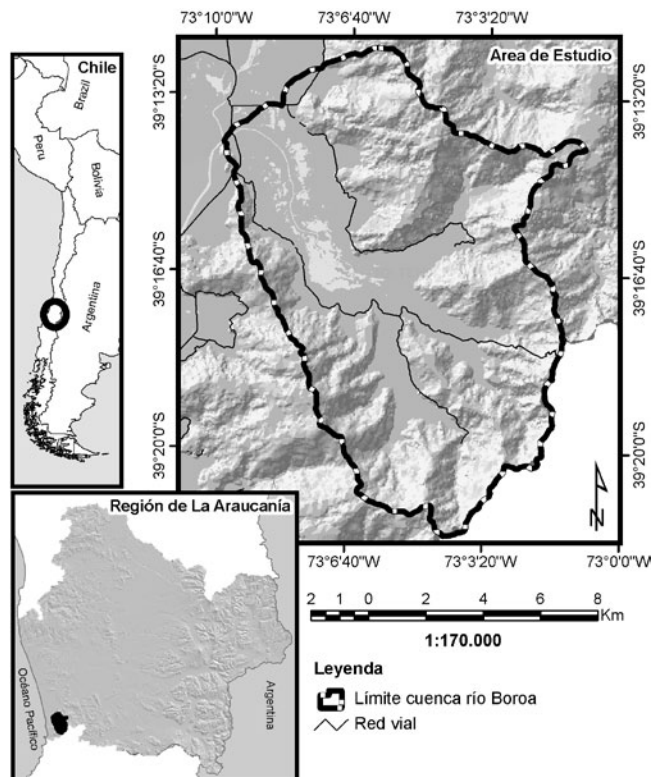 73°10'0"W
73°6'40"W
73°3'20"W
Chile
Brazil
Peru
Bolivia
Argentina
Area de Estudio
39°13'20"S
39°13'20"S
39°16'40"S
39°16'40"S
39°20'0"S
39°20'0"S
N
73°6'40"W
73°3'20"W
73°0'0"W
Región de La Araucanía
Océano Pacífico
Argentina
2 1 0 2 4 6 8
Km
1:170.000
Leyenda
Límite cuenca río Boroa
Red vial